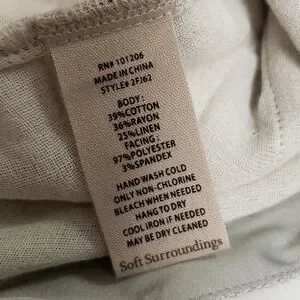 RN# 101206
MADE IN CHINA
STYLE# 2FJ62
BODY:
39%COTTON
36%RAYON
25%LINEN
FACING:
97%POLYESTER
3%SPANDEX
HAND WASH COLD
ONLY NON-CHLORINE
BLEACH WHEN NEEDED
HANG TO DRY
COOL IRON IF NEEDED
MAY BE DRY CLEANED
Soft Surroundings